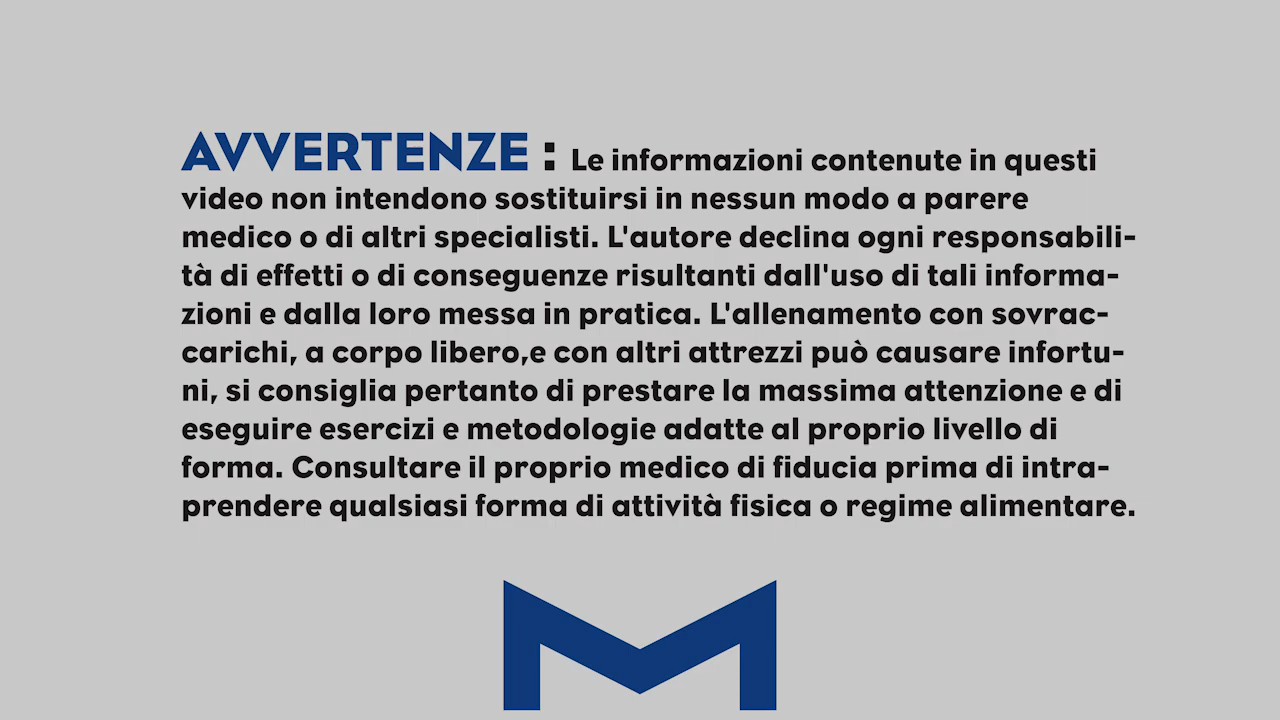 AVVERTENZE : Le informazioni contenute in questi
video non intendono sostituirsi in nessun modo a parere
medico o di altri specialisti. L'autore declina ogni responsabili-
tà di effetti o di conseguenze risultanti dall'uso di tali informa-
zioni e dalla loro messa in pratica. L'allenamento con sovrac-
carichi, a corpo libero,e con altri attrezzi può causare infortu-
ni, si consiglia pertanto di prestare la massima attenzione e di
eseguire esercizi e metodologie adatte al proprio livello di
forma. Consultare il proprio medico di fiducia prima di intra-
prendere qualsiasi forma di attività fisica o regime alimentare.